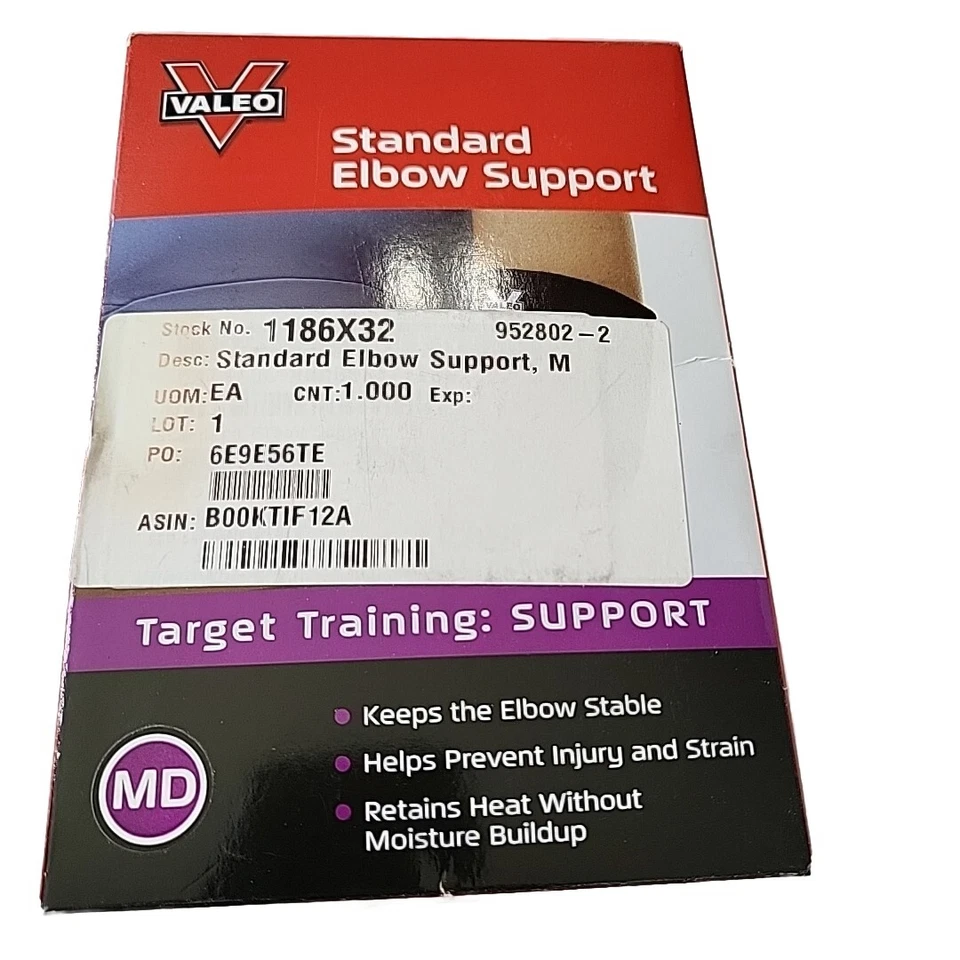 VALEO
Standard
Elbow Support
VALEO
Stock No. 1186X32 952802-2
Desc: Standard Elbow Support, M
UOM:EA CNT:1.000 Exp:
LOT: 1
PO: 6E9E56TE
ASIN: B00KTIF12A
Target Training: SUPPORT
MD
Keeps the Elbow Stable
Helps Prevent Injury and Strain
Retains Heat Without
Moisture Buildup